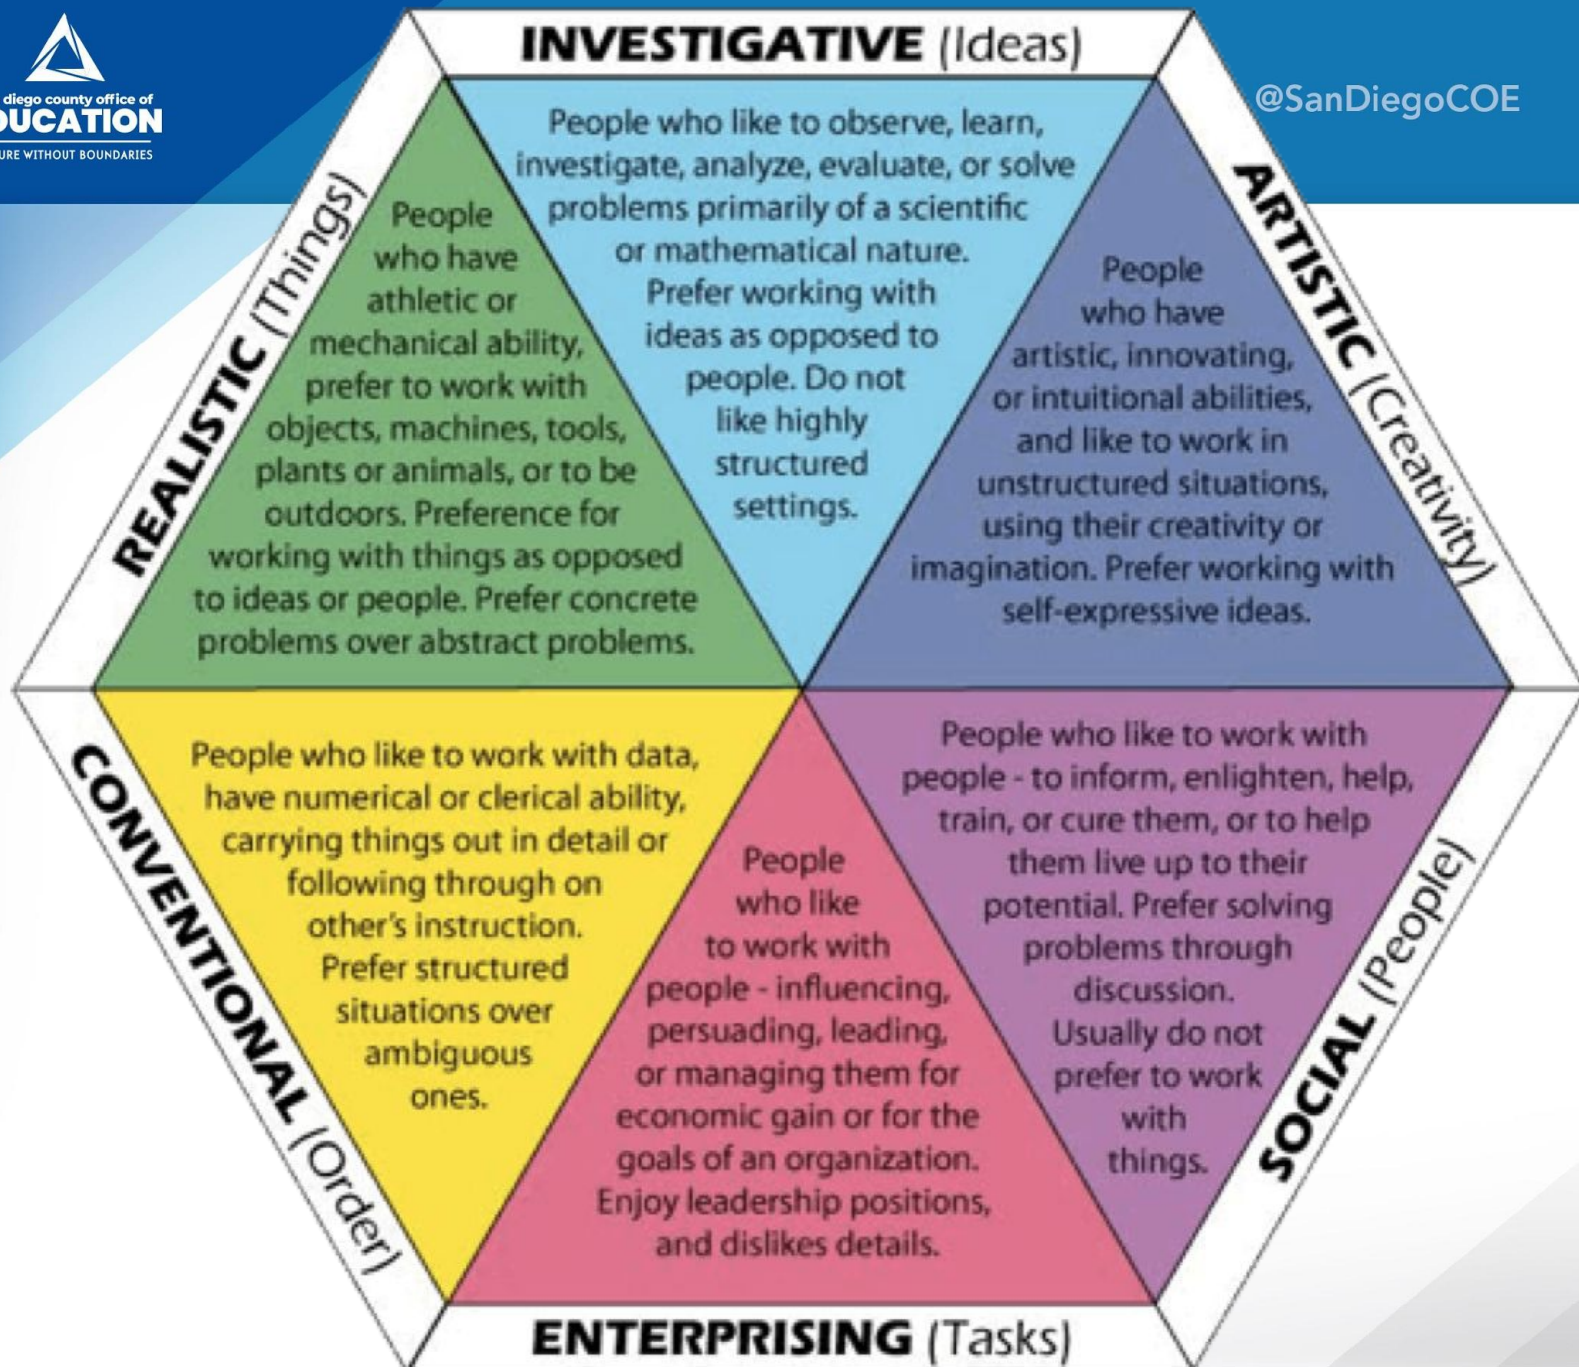 diego county office of
DUCATION
URE WITHOUT BOUNDARIES
@SanDiegoCOE
INVESTIGATIVE (Ideas)
People who like to observe, learn,
investigate, analyze, evaluate, or solve
problems primarily of a scientific
or mathematical nature.
Prefer working with
ideas as opposed to
people. Do not
like highly
structured
settings.
REALISTIC (Things)
People
who have
athletic or
mechanical ability,
prefer to work with
objects, machines, tools,
plants or animals, or to be
outdoors. Preference for
working with things as opposed
to ideas or people. Prefer concrete
problems over abstract problems.
ARTISTIC (Creativity)
People
who have
artistic, innovating,
or intuitional abilities,
and like to work in
unstructured situations,
using their creativity or
imagination. Prefer working with
self-expressive ideas.
CONVENTIONAL (Order)
People who like to work with data,
have numerical or clerical ability,
carrying things out in detail or
following through on
other's instruction.
Prefer structured
situations over
ambiguous
ones.
People
who like
to work with
people - influencing,
persuading, leading,
or managing them for
economic gain or for the
goals of an organization.
Enjoy leadership positions,
and dislikes details.
ENTERPRISING (Tasks)
People who like to work with
people - to inform, enlighten, help,
train, or cure them, or to help
them live up to their
potential. Prefer solving
problems through
discussion.
Usually do not
prefer to work
with
things.
SOCIAL (People)